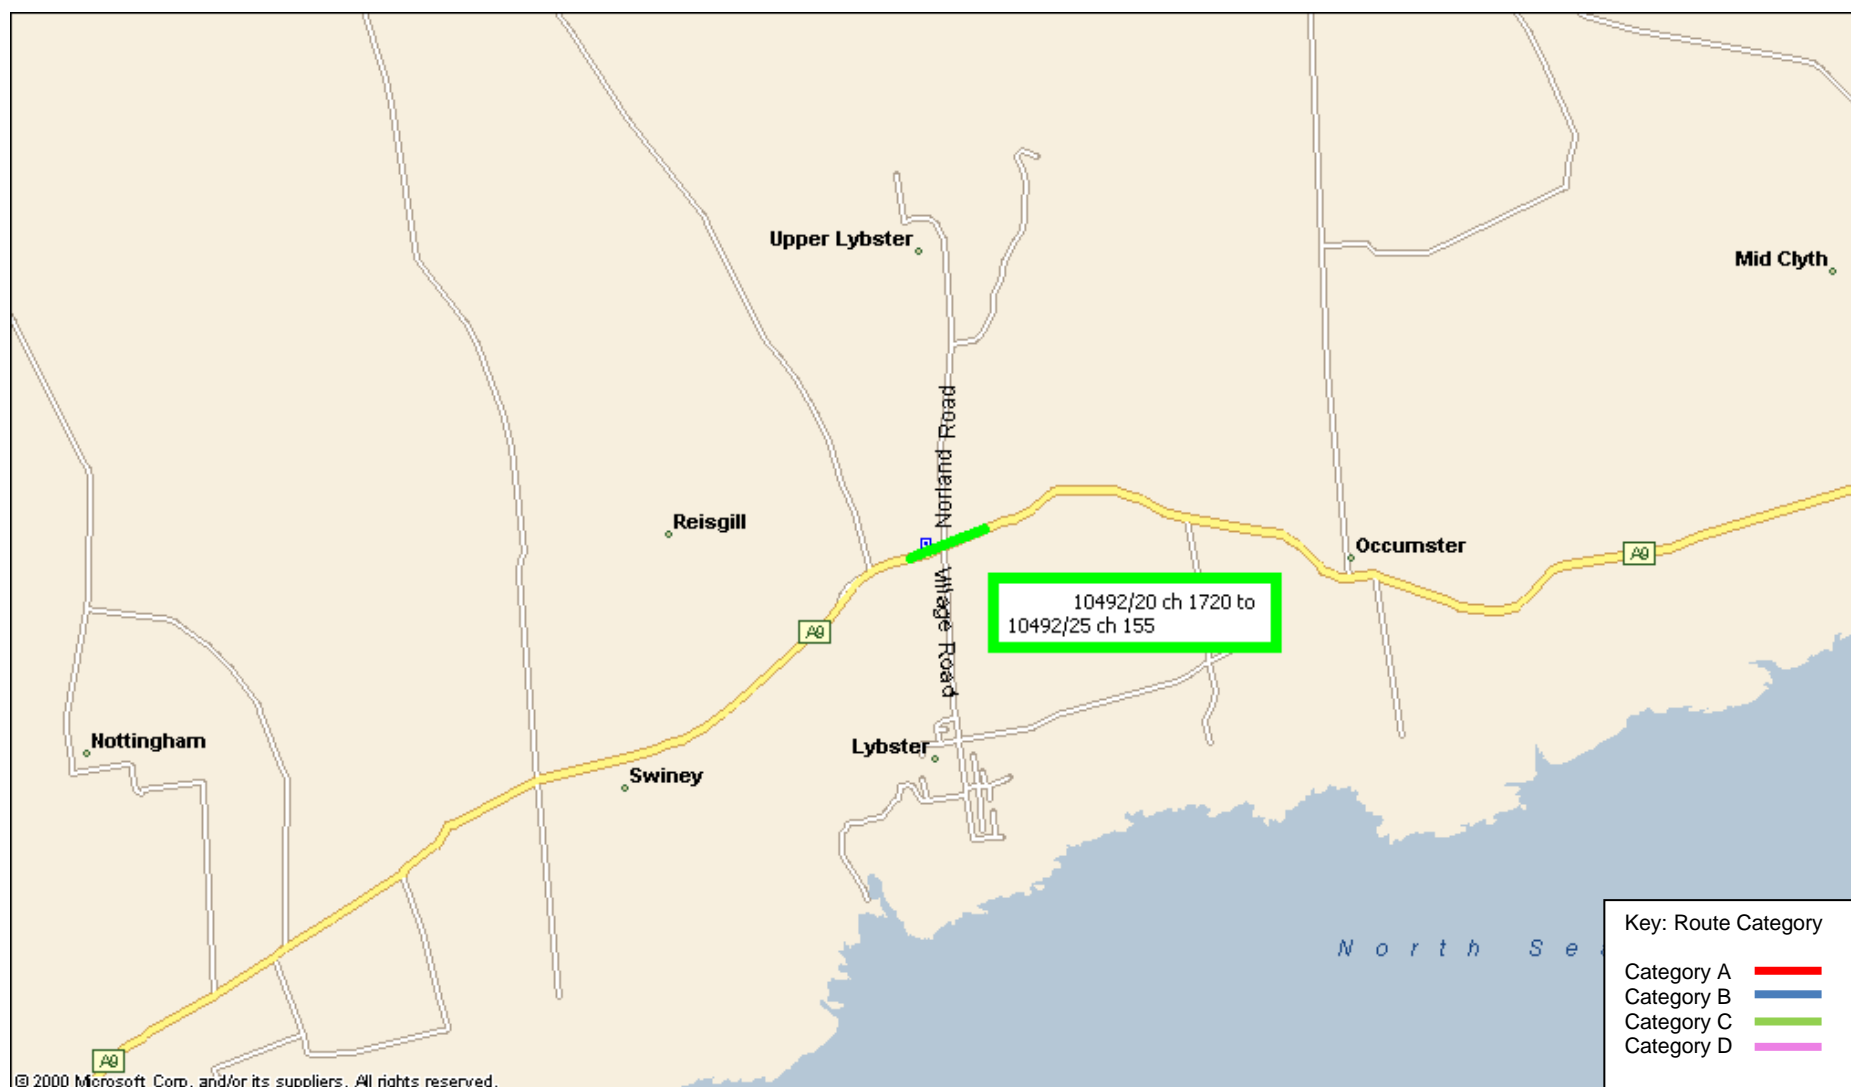 Upper Lybster
Mid Clyth
Norland Road
Reisgill
Occumster
A9
10492/20 ch 1720 to
10492/25 ch 155
Village Road
A9
Nottingham
Lybster
Swiney
Key: Route Category
North Sea
Category A
Category B
Category C
Category D
A9
© 2000 Microsoft Corp. and/or its suppliers. All rights reserved.